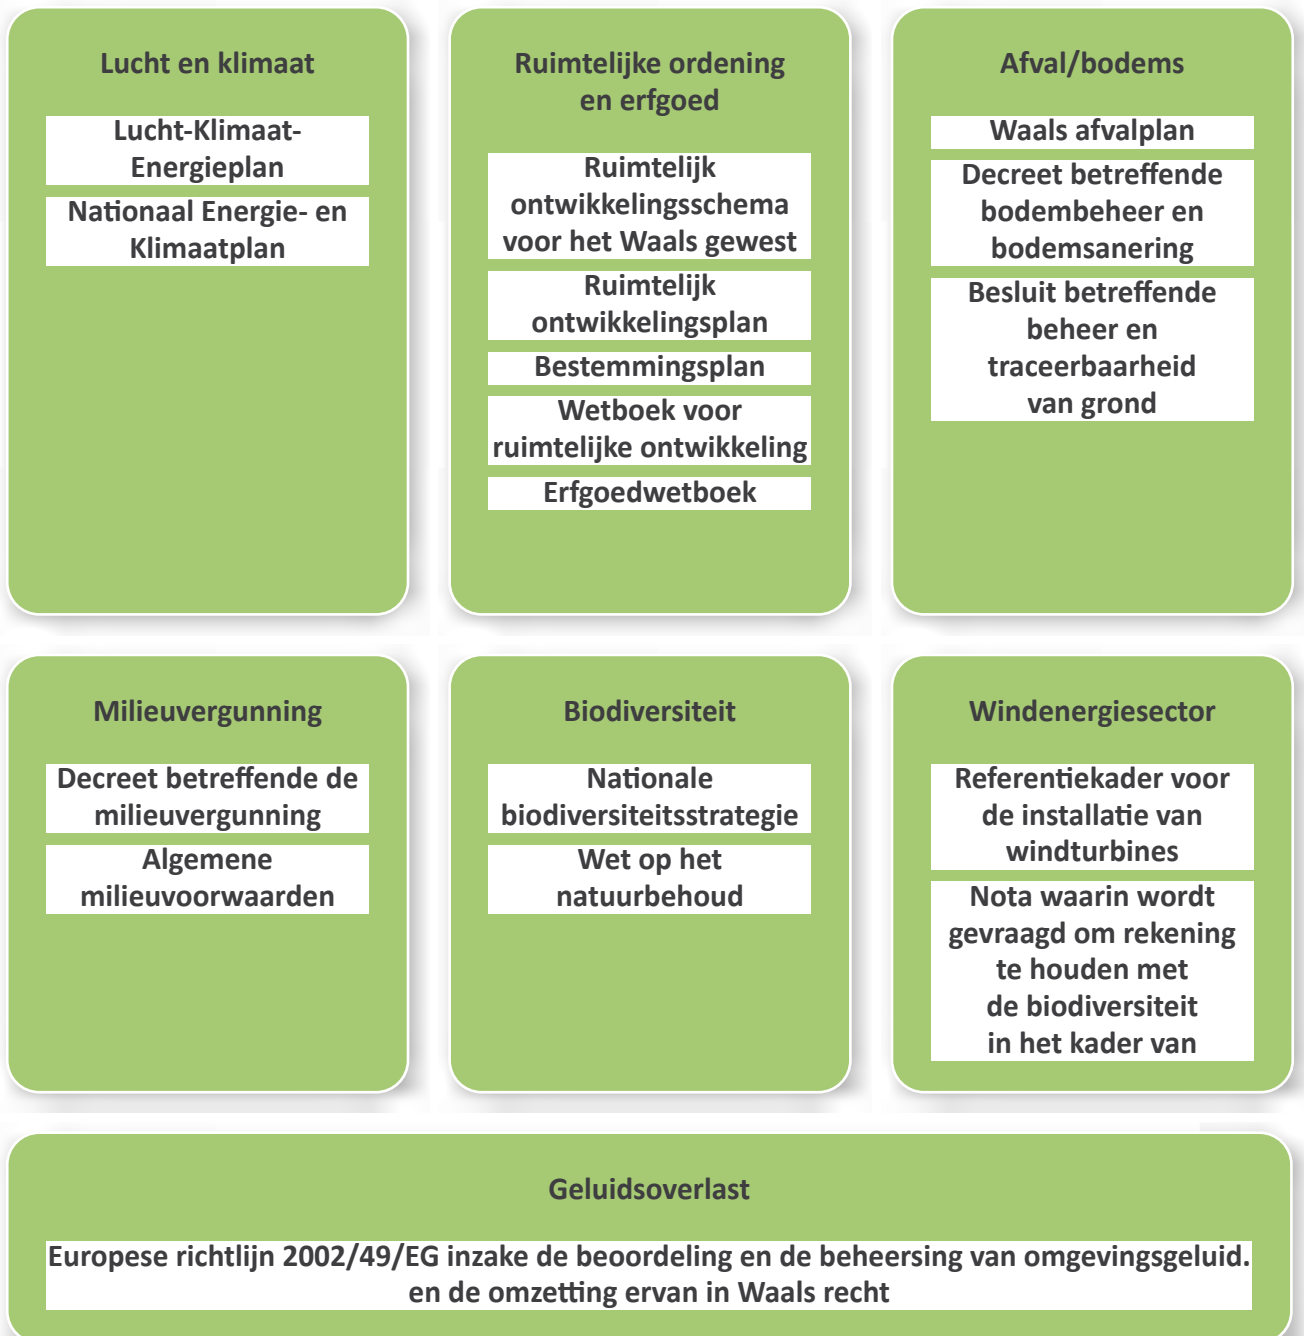 Lucht en klimaat
Lucht-Klimaat-
Energieplan
Nationaal Energie- en
Klimaatplan
Ruimtelijke ordening
en erfgoed
Ruimtelijk
ontwikkelingsschema
voor het Waals gewest
Ruimtelijk
ontwikkelingsplan
Bestemmingsplan
Wetboek voor
ruimtelijke ontwikkeling
Erfgoedwetboek
Afval/bodems
Waals afvalplan
Decreet betreffende
bodembeheer en
bodemsanering
Besluit betreffende
beheer en
traceerbaarheid
van grond
Milieuvergunning
Decreet betreffende de
milieuvergunning
Algemene
milieuvoorwaarden
Biodiversiteit
Nationale
biodiversiteitsstrategie
Wet op het
natuurbehoud
Windenergiesector
Referentiekader voor
de installatie van
windturbines
Nota waarin wordt
gevraagd om rekening
te houden met
de biodiversiteit
in het kader van
Geluidsoverlast
Europese richtlijn 2002/49/EG inzake de beoordeling en de beheersing van omgevingsgeluid.
en de omzetting ervan in Waals recht